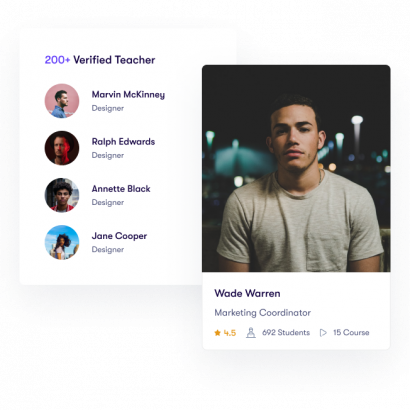 200+ Verified Teacher
Marvin McKinney
Designer
Ralph Edwards
Designer
Annette Black
Designer
Jane Cooper
Designer
Wade Warren
Marketing Coordinator
4.5 692 Students 15 Course